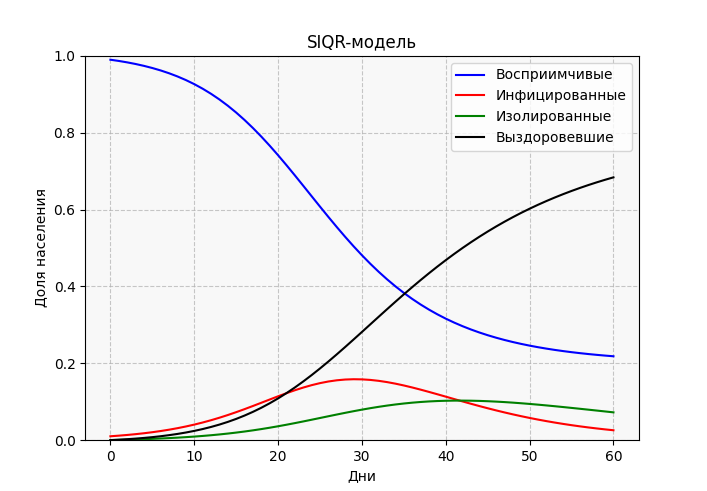 SIQR-модель
Восприимчивые
Инфицированные
Изолированные
Выздоровевшие
Доля населения
1.0
0.8
0.6
0.4
0.2
0.0
0 10 20 30 40 50 60
Дни